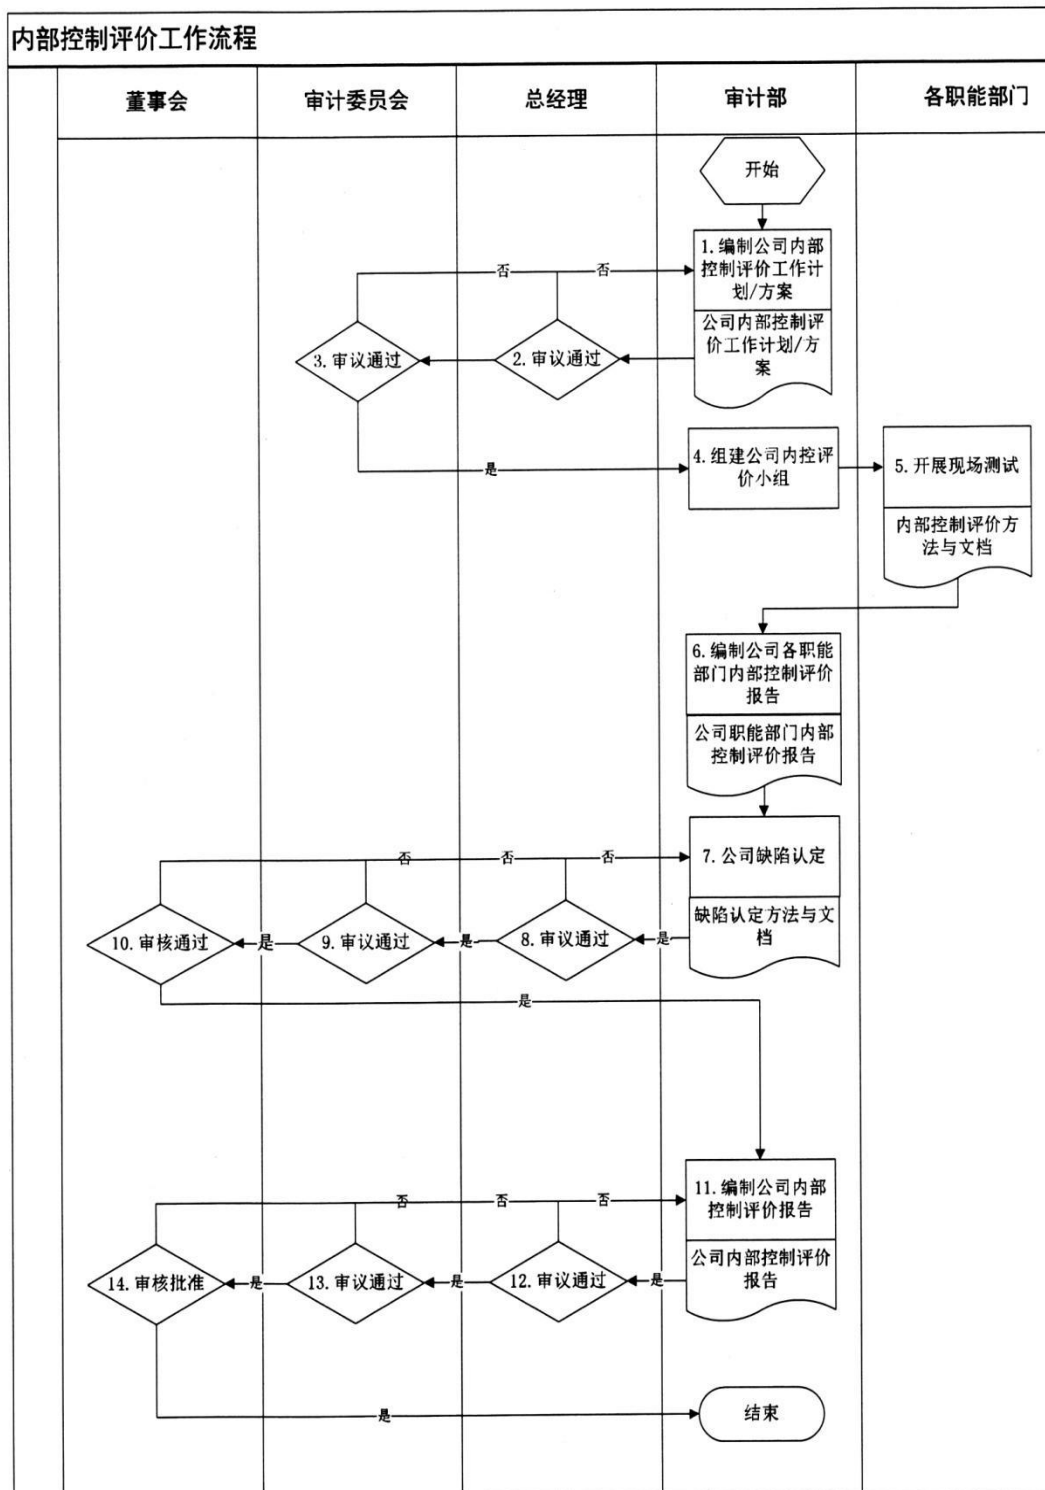 内部控制评价工作流程
董事会
审计委员会
总经理
审计部
各职能部门
开始
1.编制公司内部
控制评价工作计
划/方案
否
否
公司内部控制评
价工作计划/方
案
3.审议通过
2.审议通过
是
4.组建公司内控评
价小组
5.开展现场测试
内部控制评价方
法与文档
6.编制公司各职能
部门内部控制评价
报告
公司职能部门内部
控制评价报告
否
否
否
7.公司缺陷认定
缺陷认定方法与文
档
10.审核通过
是
9.审议通过
是
8.审议通过
是
是
11.编制公司内部
控制评价报告
否
否
否
公司内部控制评价
报告
14.审核批准
是
13.审议通过
是
12.审议通过
是
是
结束